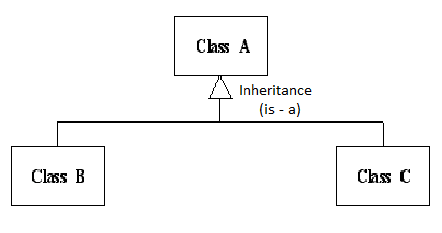 Class A
Inheritance
(is - a)
Class B
Class C